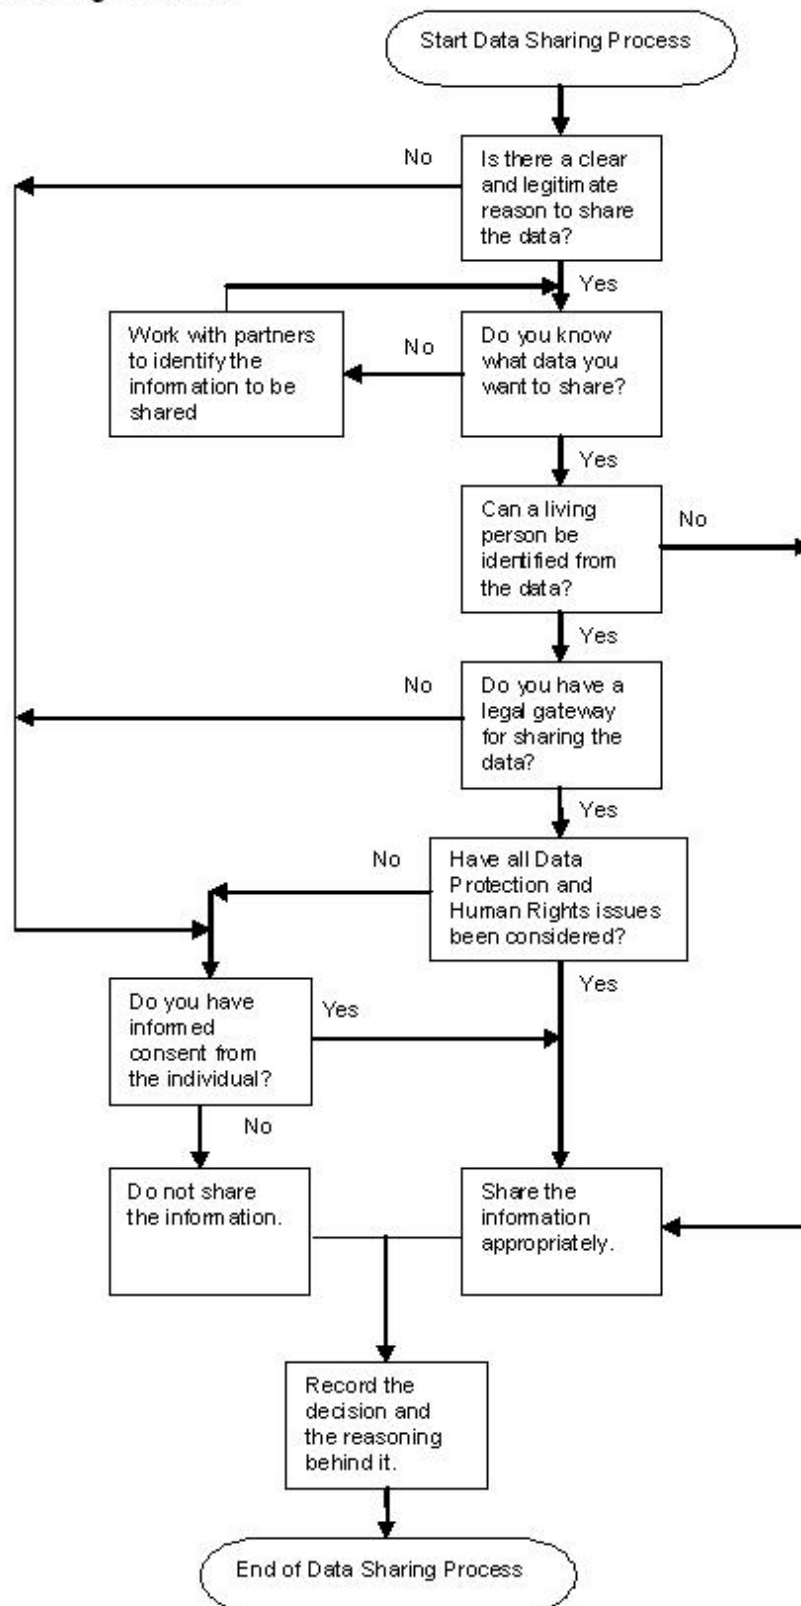 Start Data Sharing Process
No
Is there a clear
and legitimate
reason to share
the data?
Yes
Work with partners
to identify the
information to be
shared
No
Do you know
what data you
want to share?
Yes
Can a living
person be
identified from
the data?
No
Yes
No
Do you have a
legal gateway
for sharing the
data?
Yes
No
Have all Data
Protection and
Human Rights issues
been considered?
Yes
Do you have
informed
consent from
the individual?
Yes
No
Do not share
the information.
Share the
information
appropriately.
Record the
decision and
the reasoning
behind it.
End of Data Sharing Process